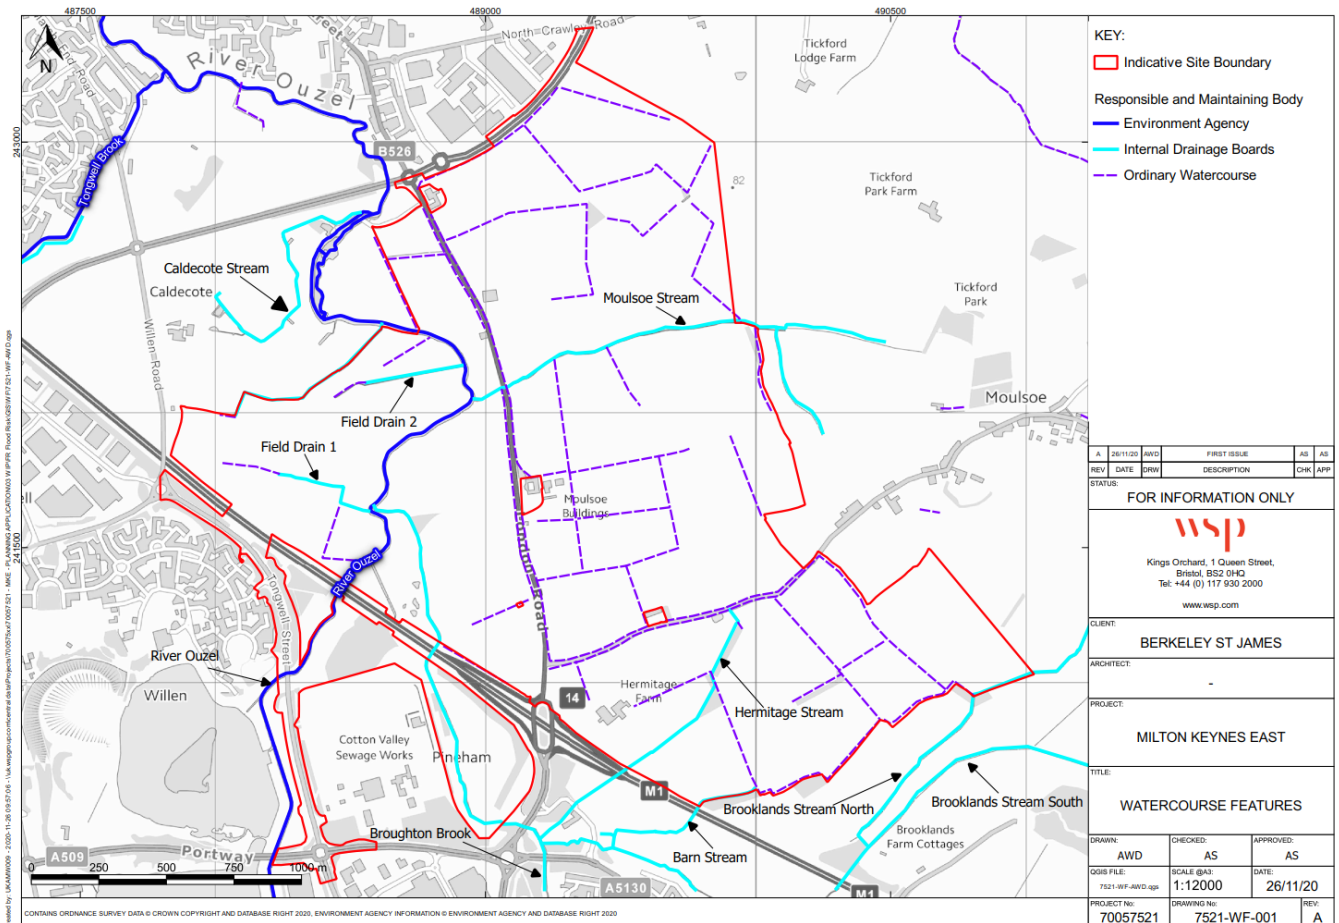 487500
489000
490500
243000
241500
N
River Ouzel
North Crawley Road
Street
End Road
Tickford
Lodge Farm
Tongwell Brook
B526
82
Tickford
Park Farm
Caldecote Stream
Caldecote
Moulsoe Stream
Tickford
Park
Willen Road
Moulsoe
Field Drain 2
Field Drain 1
Moulsoe
Buildings
London Road
River Ouzel
Tongwell Street
River Ouzel
Willen
14
Hermitage
Farm
Hermitage Stream
Cotton Valley
Sewage Works
Pineham
M1
Brooklands Stream North
Brooklands Stream South
Broughton Brook
Barn Stream
Brooklands
Farm Cottages
A509
Portway
A5130
M1
0 250 500 750 1000 m
CONTAINS ORDNANCE SURVEY DATA © CROWN COPYRIGHT AND DATABASE RIGHT 2020, ENVIRONMENT AGENCY INFORMATION © ENVIRONMENT AGENCY AND DATABASE RIGHT 2020
KEY:
Indicative Site Boundary
Responsible and Maintaining Body
Environment Agency
Internal Drainage Boards
Ordinary Watercourse
A 26/11/20 AWD FIRST ISSUE AS AS
REV DATE DRW DESCRIPTION CHK APP
STATUS:
FOR INFORMATION ONLY
wsp
Kings Orchard, 1 Queen Street,
Bristol, BS2 0HQ
Tel: +44 (0) 117 930 2000
www.wsp.com
CLIENT:
BERKELEY ST JAMES
ARCHITECT:
-
PROJECT:
MILTON KEYNES EAST
TITLE:
WATERCOURSE FEATURES
DRAWN: CHECKED: APPROVED:
AWD AS AS
QGIS FILE: SCALE @A3: DATE:
7521-WF-AWD.qgs 1:12000 26/11/20
PROJECT No: DRAWING No: REV:
70057521 7521-WF-001 A